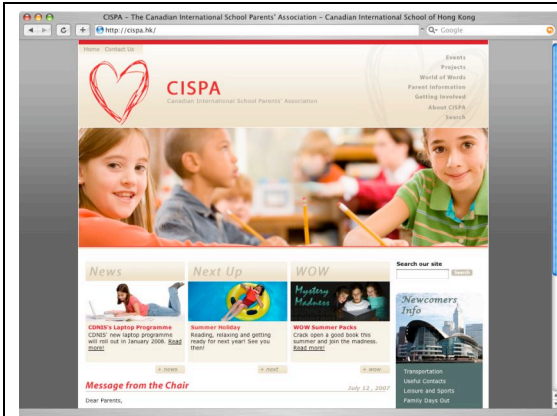 CISPA – The Canadian International School Parents' Association – Canadian International School of Hong Kong
http://cispa.hk/
Google
Home Contact Us
CISPA
Canadian International School Parents' Association
Events
Projects
World of Words
Parent Information
Getting Involved
About CISPA
Search
News
CDNIS's Laptop Programme
CDNIS' new laptop programme
will roll out in January 2008. Read
more!
» news
Next Up
Summer Holiday
Reading, relaxing and getting
ready for next year! See you
then!
» next
WOW
Mystery
Madness
WOW Summer Packs
Crack open a good book this
summer and join the madness.
Read more!
» wow
Search our site
Search
Newcomers
Info
Transportation
Useful Contacts
Leisure and Sports
Family Days Out
Message from the Chair
July 12, 2007
Dear Parents,